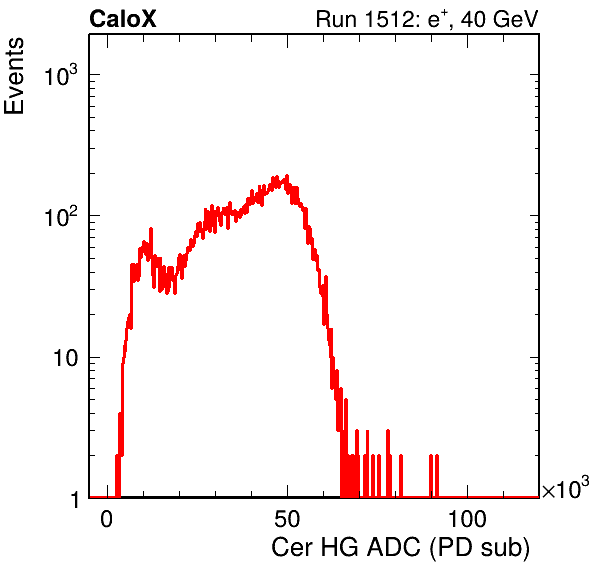 CaloX
Run 1512: e⁺, 40 GeV
Events
10³
10²
10
1
0
50
100
×10³
Cer HG ADC (PD sub)